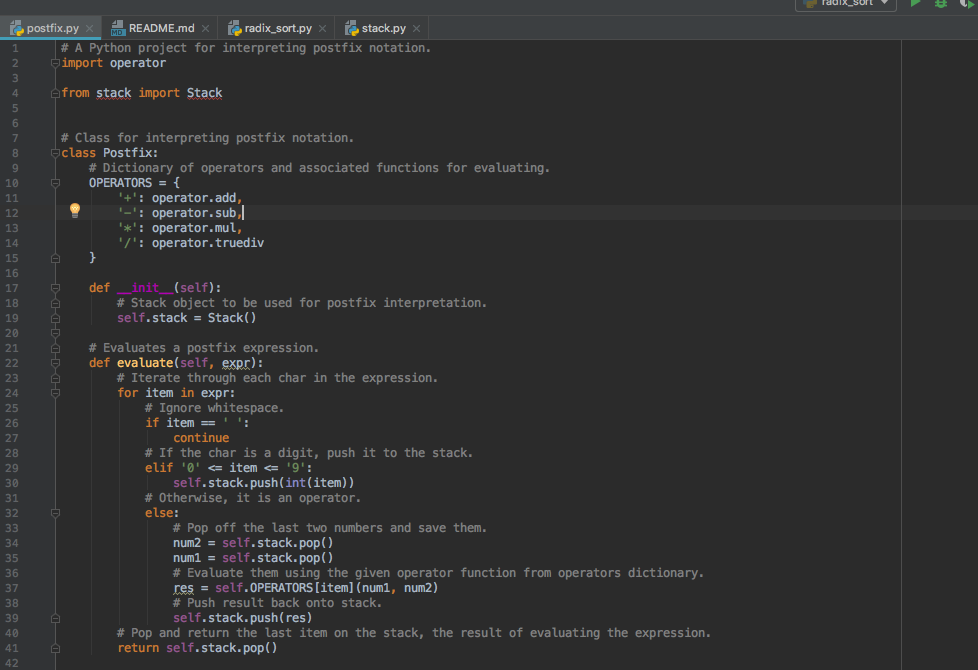 radix_sort
postfix.py
README.md
radix_sort.py
stack.py
1 # A Python project for interpreting postfix notation.
2 import operator
3
4 from stack import Stack
5
6
7 # Class for interpreting postfix notation.
8 class Postfix:
9     # Dictionary of operators and associated functions for evaluating.
10     OPERATORS = {
11         '+': operator.add,
12         '-': operator.sub,
13         '*': operator.mul,
14         '/': operator.truediv
15     }
16
17     def __init__(self):
18         # Stack object to be used for postfix interpretation.
19         self.stack = Stack()
20
21     # Evaluates a postfix expression.
22     def evaluate(self, expr):
23         # Iterate through each char in the expression.
24         for item in expr:
25             # Ignore whitespace.
26             if item == ' ':
27                 continue
28             # If the char is a digit, push it to the stack.
29             elif '0' <= item <= '9':
30                 self.stack.push(int(item))
31             # Otherwise, it is an operator.
32             else:
33                 # Pop off the last two numbers and save them.
34                 num2 = self.stack.pop()
35                 num1 = self.stack.pop()
36                 # Evaluate them using the given operator function from operators dictionary.
37                 res = self.OPERATORS[item](num1, num2)
38                 # Push result back onto stack.
39                 self.stack.push(res)
40         # Pop and return the last item on the stack, the result of evaluating the expression.
41         return self.stack.pop()
42